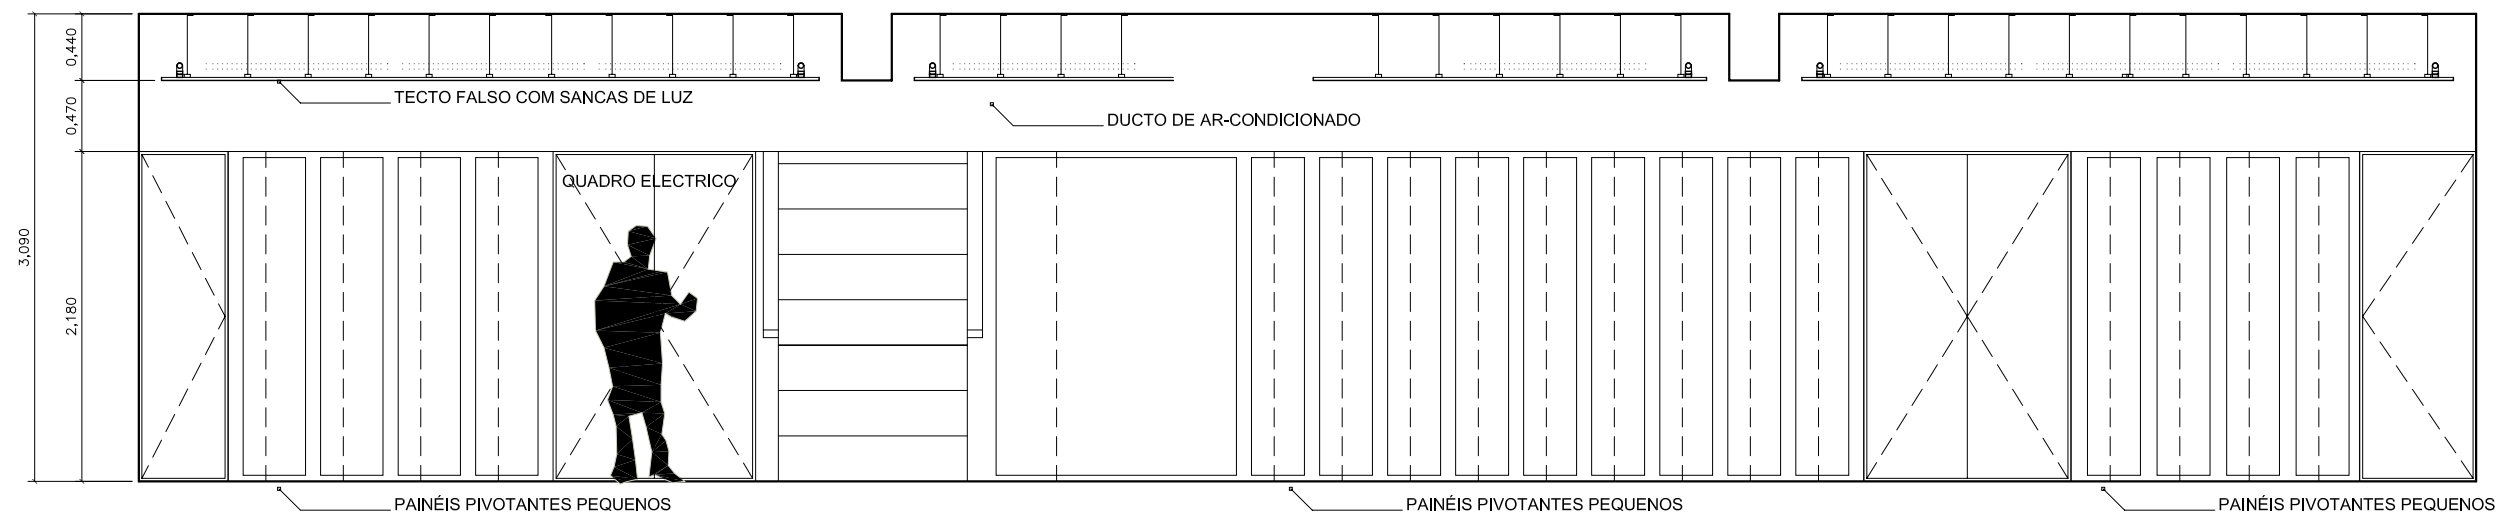 0,440
TECTO FALSO COM SANCAS DE LUZ
0,470
DUCTO DE AR-CONDICIONADO
QUADRO ELECTRICO
3,090
2,180
PAINÉIS PIVOTANTES PEQUENOS
PAINÉIS PIVOTANTES PEQUENOS
PAINÉIS PIVOTANTES PEQUENOS